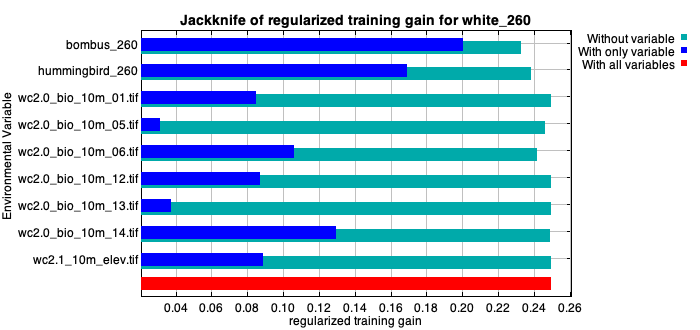 Jackknife of regularized training gain for white_260
Without variable
With only variable
With all variables
Environmental Variable
bombus_260
hummingbird_260
wc2.0_bio_10m_01.tif
wc2.0_bio_10m_05.tif
wc2.0_bio_10m_06.tif
wc2.0_bio_10m_12.tif
wc2.0_bio_10m_13.tif
wc2.0_bio_10m_14.tif
wc2.1_10m_elev.tif
0.04 0.06 0.08 0.10 0.12 0.14 0.16 0.18 0.20 0.22 0.24 0.26
regularized training gain